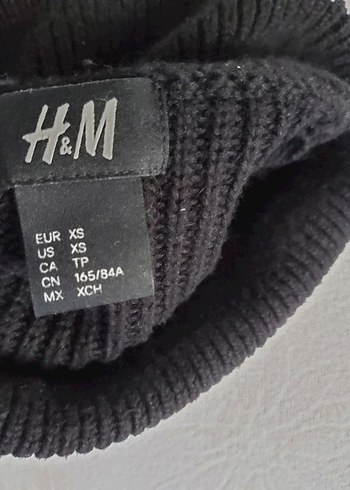 H&M
EUR XS
US XS
CA TP
CN 165/84A
MX XCH